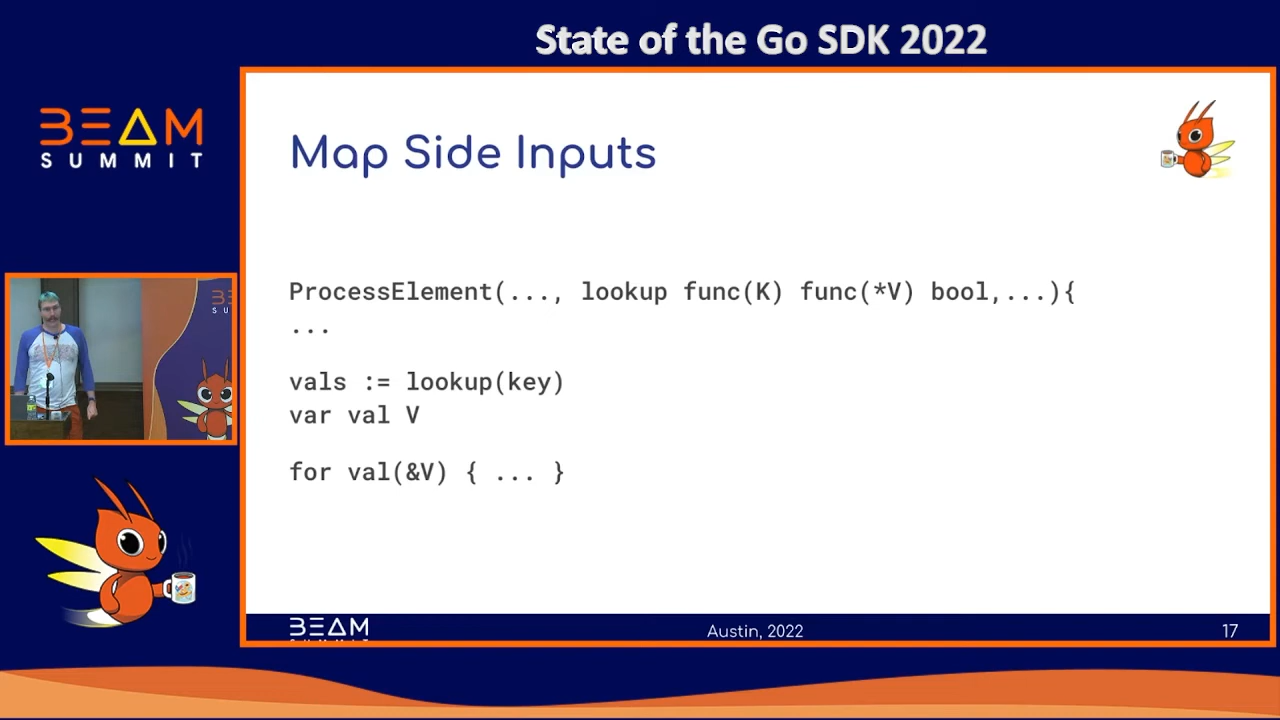 State of the Go SDK 2022
BEAM
SUMMIT
Map Side Inputs
ProcessElement(..., lookup func(K) func(*V) bool,...){
...
vals := lookup(key)
var val V
for val(&V) { ... }
BEAM
Austin, 2022
17